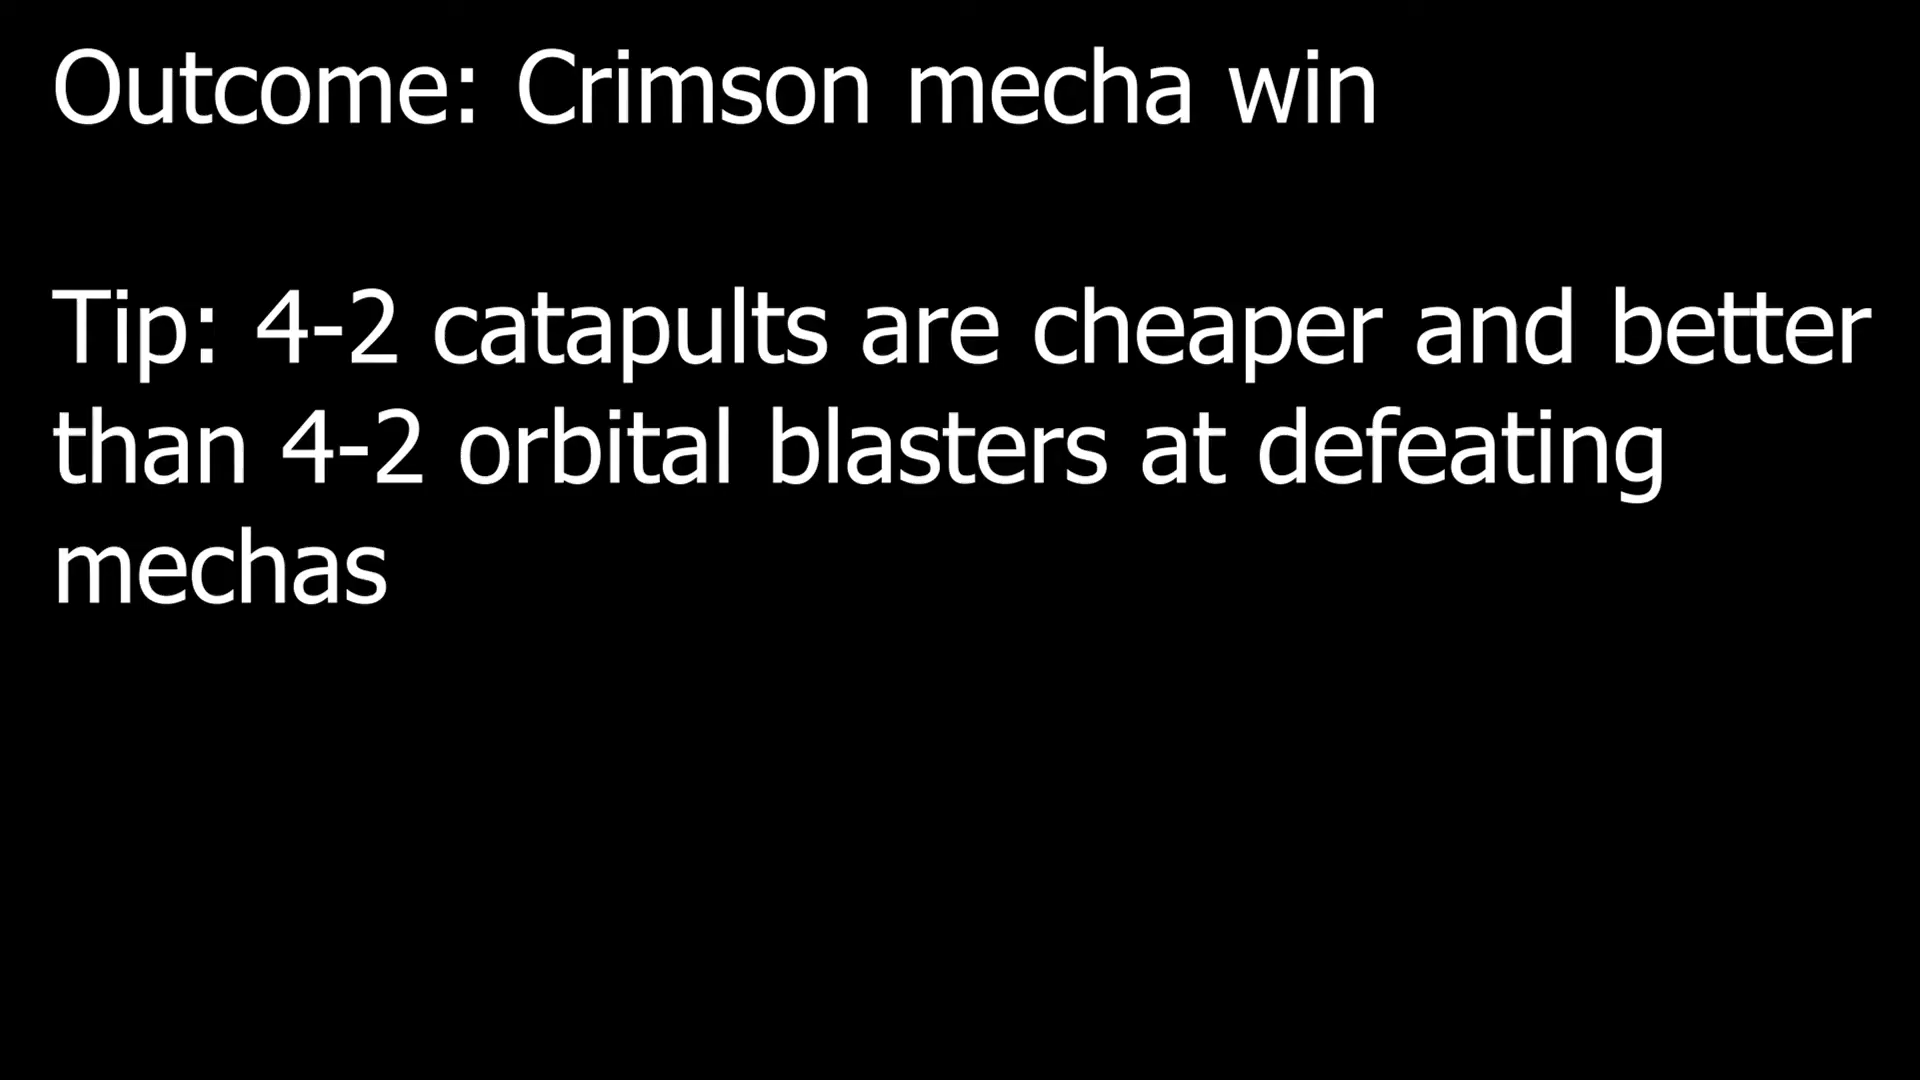 Outcome: Crimson mecha win
Tip: 4-2 catapults are cheaper and better
than 4-2 orbital blasters at defeating
mechas